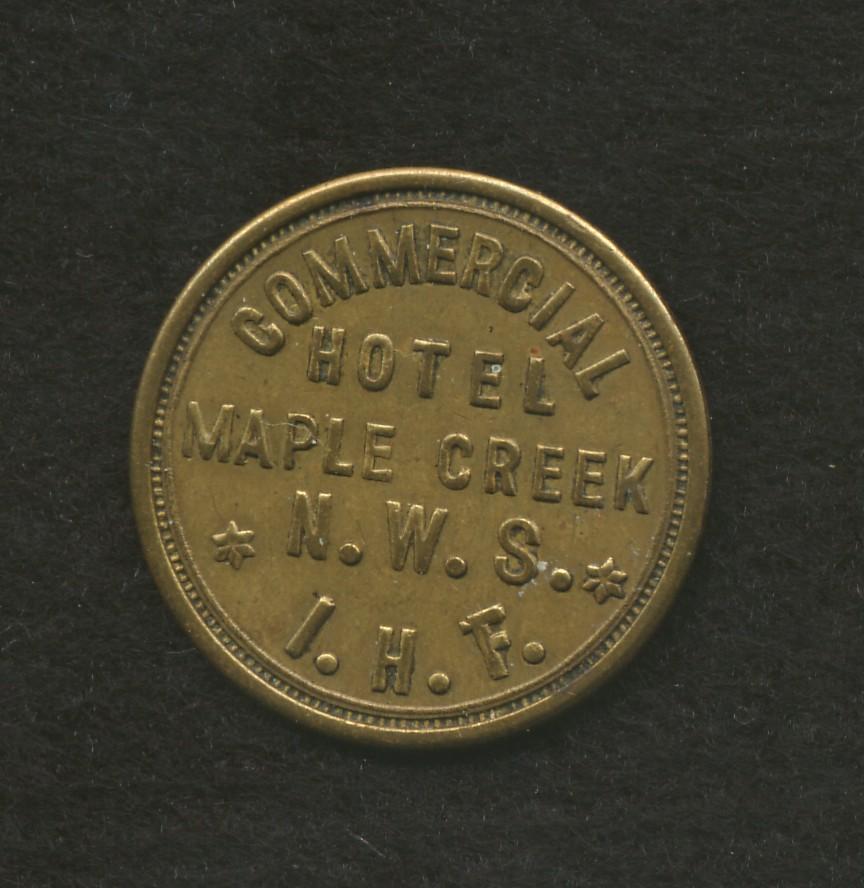 COMMERCIAL
HOTEL
MAPLE CREEK
N. W. S.
I. H. F.